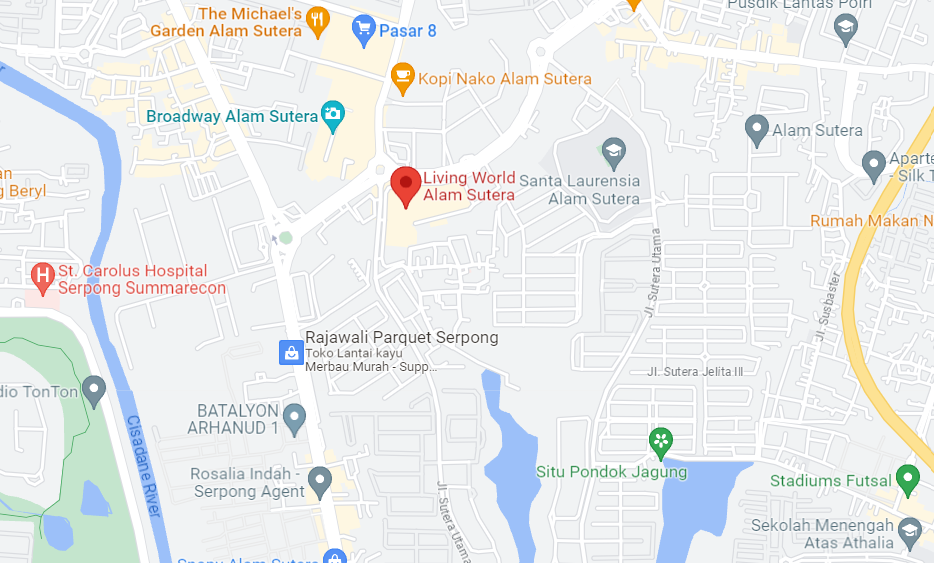 The Michael's
Garden Alam Sutera
Pasar 8
Pusdik Lantas Polri
Kopi Nako Alam Sutera
Broadway Alam Sutera
Alam Sutera
Living World
Alam Sutera
Santa Laurensia
Alam Sutera
Aparte
- Silk T
an
g Beryl
Rumah Makan N
St. Carolus Hospital
Serpong Summarecon
Jl. Sutera Utama
Jl. Susbaster
Rajawali Parquet Serpong
Toko Lantai kayu
Merbau Murah - Supp...
Jl. Sutera Jelita III
dio TonTon
BATALYON
ARHANUD 1
Cisadane River
Rosalia Indah -
Serpong Agent
Situ Pondok Jagung
Stadiums Futsal
Jl. Sutera Utama
Sekolah Menengah
Atas Athalia
Alam Sutera